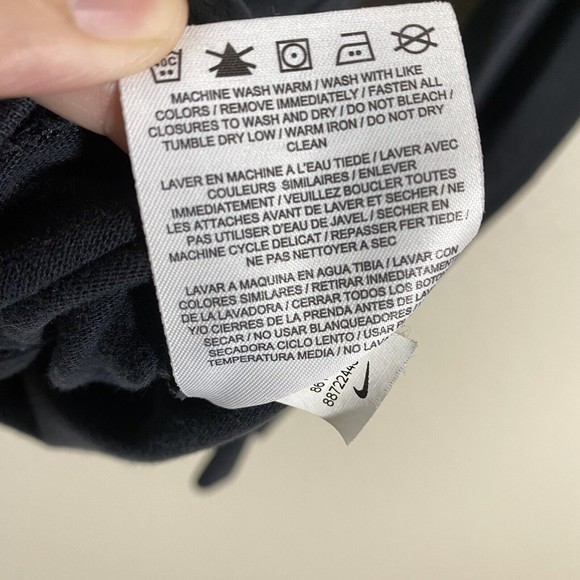 MACHINE WASH WARM / WASH WITH LIKE
COLORS / REMOVE IMMEDIATELY / FASTEN ALL
CLOSURES TO WASH AND DRY / DO NOT BLEACH /
TUMBLE DRY LOW / WARM IRON / DO NOT DRY
CLEAN
LAVER EN MACHINE A L'EAU TIEDE / LAVER AVEC
COULEURS SIMILAIRES / ENLEVER
IMMEDIATEMENT / VEUILLEZ BOUCLER TOUTES
LES ATTACHES AVANT DE LAVER ET SECHER / NE
PAS UTILISER D'EAU DE JAVEL / SECHER EN
MACHINE CYCLE DELICAT / REPASSER FER TIEDE /
NE PAS NETTOYER A SEC
LAVAR A MAQUINA EN AGUA TIBIA / LAVAR CON
COLORES SIMILARES / RETIRAR INMEDIATAMENTE
DE LA LAVADORA / CERRAR TODOS LOS
Y/O CIERRES DE LA PRENDA ANTES DE
SECAR / NO USAR BLANQUEADORES
SECADORA CICLO LENTO / USAR
TEMPERATURA MEDIA / NO
86